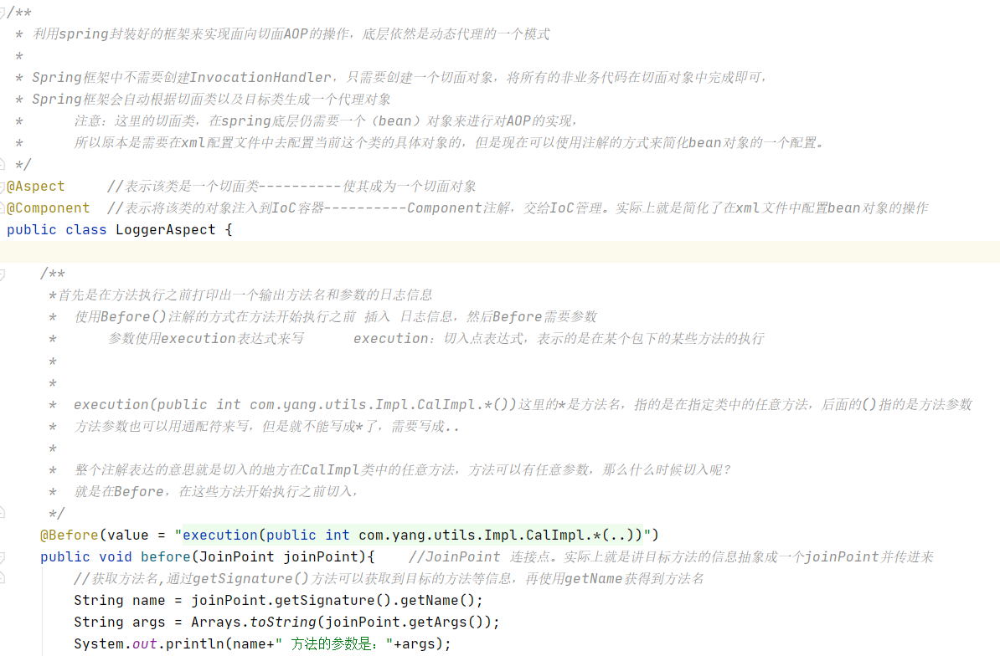 /**
 * 利用spring封装好的框架来实现面向切面AOP的操作，底层依然是动态代理的一个模式
 *
 * Spring框架中不需要创建InvocationHandler，只需要创建一个切面对象，将所有的非业务代码在切面对象中完成即可，
 * Spring框架会自动根据切面类以及目标类生成一个代理对象
 *      注意：这里的切面类，在spring底层仍需要一个（bean）对象来进行对AOP的实现，
 *      所以原本是需要在xml配置文件中去配置当前这个类的具体对象的，但是现在可以使用注解的方式来简化bean对象的一个配置。
 */
@Aspect     //表示该类是一个切面类----------使其成为一个切面对象
@Component  //表示将该类的对象注入到IoC容器----------Component注解，交给IoC管理。实际上就是简化了在xml文件中配置bean对象的操作
public class LoggerAspect {
    /**
     *首先是在方法执行之前打印出一个输出方法名和参数的日志信息
     *  使用Before()注解的方式在方法开始执行之前 插入 日志信息，然后Before需要参数
     *      参数使用execution表达式来写      execution：切入点表达式，表示的是在某个包下的某些方法的执行
     *
     *
     *  execution(public int com.yang.utils.Impl.CalImpl.*())这里的*是方法名，指的是在指定类中的任意方法，后面的()指的是方法参数
     *  方法参数也可以用通配符来写，但是就不能写成*了，需要写成..
     *
     *  整个注解表达的意思就是切入的地方在CalImpl类中的任意方法，方法可以有任意参数，那么什么时候切入呢？
     *  就是在Before，在这些方法开始执行之前切入，
     */
    @Before(value = "execution(public int com.yang.utils.Impl.CalImpl.*(..))")
    public void before(JoinPoint joinPoint){    //JoinPoint 连接点。实际上就是讲目标方法的信息抽象成一个joinPoint并传进来
        //获取方法名,通过getSignature()方法可以获取到目标的方法等信息，再使用getName获得到方法名
        String name = joinPoint.getSignature().getName();
        String args = Arrays.toString(joinPoint.getArgs());
        System.out.println(name+" 方法的参数是："+args);